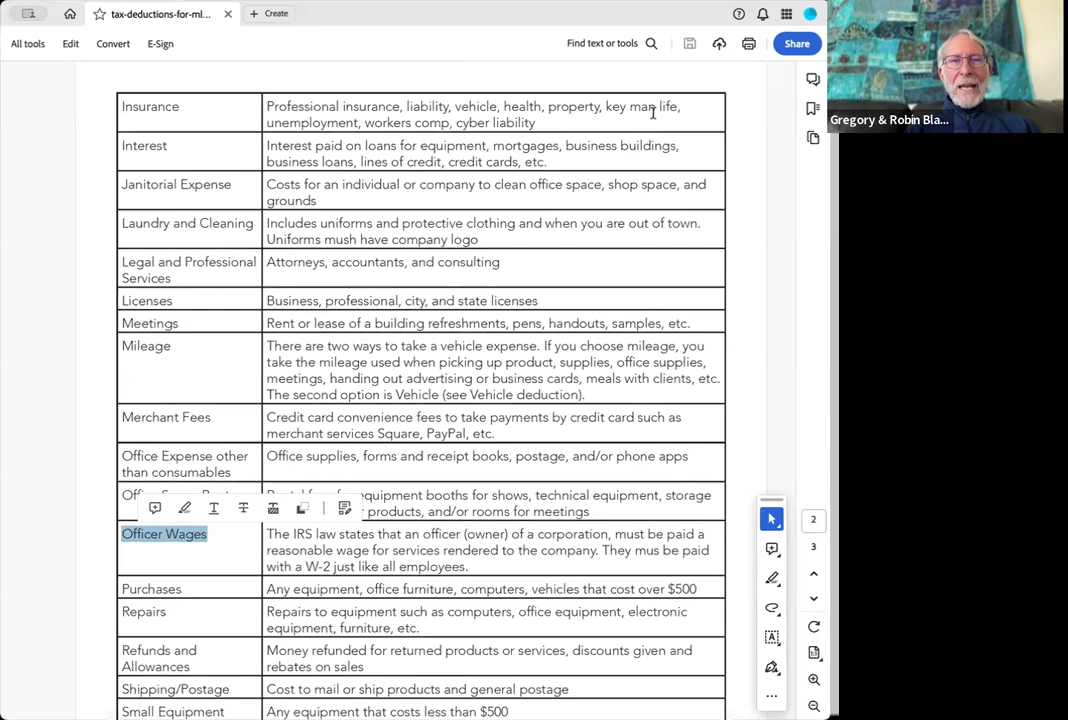 tax-deductions-for-ml...
Create
All tools
Edit
Convert
E-Sign
Find text or tools
Share
Gregory & Robin Bla...
Insurance
Professional insurance, liability, vehicle, health, property, key man life,
unemployment, workers comp, cyber liability
Interest
Interest paid on loans for equipment, mortgages, business buildings,
business loans, lines of credit, credit cards, etc.
Janitorial Expense
Costs for an individual or company to clean office space, shop space, and
grounds
Laundry and Cleaning
Includes uniforms and protective clothing and when you are out of town.
Uniforms mush have company logo
Legal and Professional
Services
Attorneys, accountants, and consulting
Licenses
Business, professional, city, and state licenses
Meetings
Rent or lease of a building refreshments, pens, handouts, samples, etc.
Mileage
There are two ways to take a vehicle expense. If you choose mileage, you
take the mileage used when picking up product, supplies, office supplies,
meetings, handing out advertising or business cards, meals with clients, etc.
The second option is Vehicle (see Vehicle deduction).
Merchant Fees
Credit card convenience fees to take payments by credit card such as
merchant services Square, PayPal, etc.
Office Expense other
than consumables
Office supplies, forms and receipt books, postage, and/or phone apps
equipment booths for shows, technical equipment, storage
products, and/or rooms for meetings
Officer Wages
The IRS law states that an officer (owner) of a corporation, must be paid a
reasonable wage for services rendered to the company. They mus be paid
with a W-2 just like all employees.
Purchases
Any equipment, office furniture, computers, vehicles that cost over $500
Repairs
Repairs to equipment such as computers, office equipment, electronic
equipment, furniture, etc.
Refunds and
Allowances
Money refunded for returned products or services, discounts given and
rebates on sales
Shipping/Postage
Cost to mail or ship products and general postage
Small Equipment
Any equipment that costs less than $500
2
3